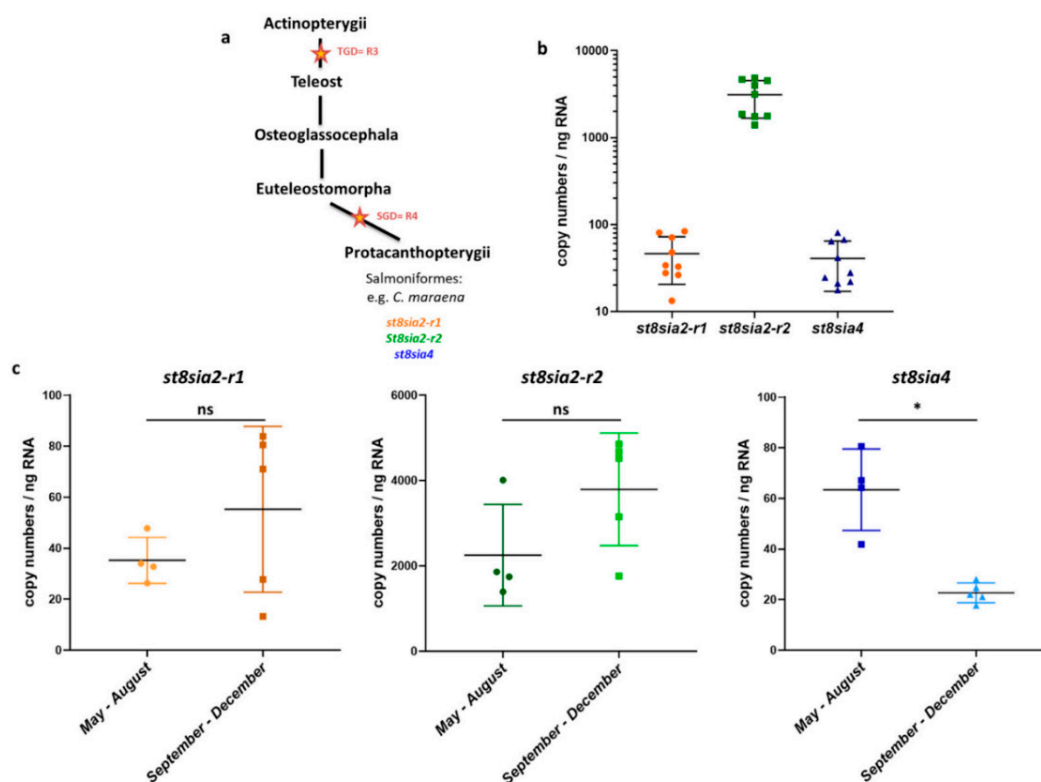 a
Actinopterygii
TGD= R3
Teleost
Osteoglassocephala
Euteleostomorpha
SGD= R4
Protacanthopterygii
Salmoniformes:
e.g. C. maraena
st8sia2-r1
St8sia2-r2
st8sia4
b
copy numbers / ng RNA
10000
1000
100
10
st8sia2-r1 st8sia2-r2 st8sia4
c
st8sia2-r1
ns
copy numbers / ng RNA
100
80
60
40
20
0
May - August
September - December
st8sia2-r2
ns
copy numbers / ng RNA
6000
4000
2000
0
May - August
September - December
st8sia4
*
copy numbers / ng RNA
100
80
60
40
20
0
May - August
September - December